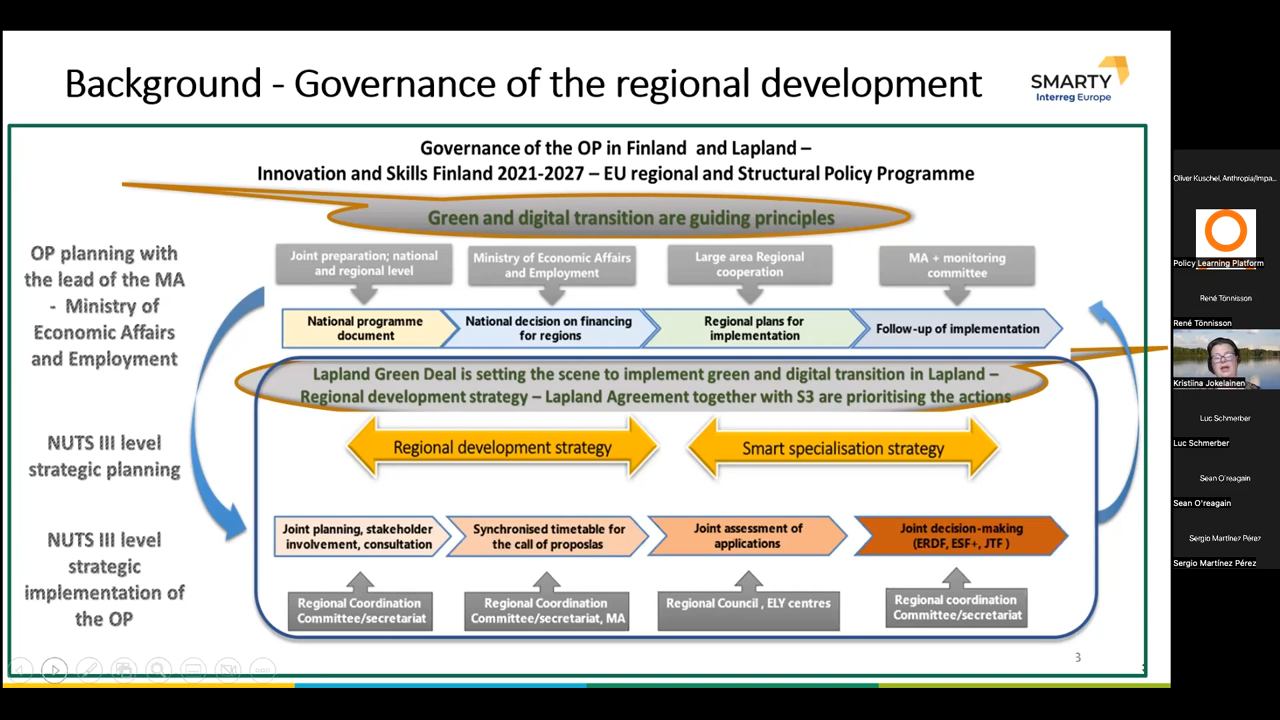 Background - Governance of the regional development
SMARTY
Interreg Europe
Governance of the OP in Finland and Lapland –
Innovation and Skills Finland 2021-2027 – EU regional and Structural Policy Programme
Green and digital transition are guiding principles
OP planning with
the lead of the MA
- Ministry of
Economic Affairs
and Employment
Joint preparation; national
and regional level
Ministry of Economic Affairs
and Employment
Large area Regional
cooperation
MA + monitoring
committee
National programme
document
National decision on financing
for regions
Regional plans for
implementation
Follow-up of implementation
Lapland Green Deal is setting the scene to implement green and digital transition in Lapland –
Regional development strategy – Lapland Agreement together with S3 are prioritising the actions
NUTS III level
strategic planning
Regional development strategy
Smart specialisation strategy
NUTS III level
strategic
implementation of
the OP
Joint planning, stakeholder
involvement, consultation
Synchronised timetable for
the call of proposlas
Joint assessment of
applications
Joint decision-making
(ERDF, ESF+, JTF )
Regional Coordination
Committee/secretariat
Regional Coordination
Committee/secretariat, MA
Regional Council , ELY centres
Regional coordination
Committee/secretariat
3
Oliver Kuschel, Anthropia/Impa...
Policy Learning Platform
René Tönnisson
René Tönnisson
Kristiina Jokelainen
Luc Schmerber
Luc Schmerber
Sean O'reagain
Sean O'reagain
Sergio Martínez Pérez
Sergio Martínez Pérez